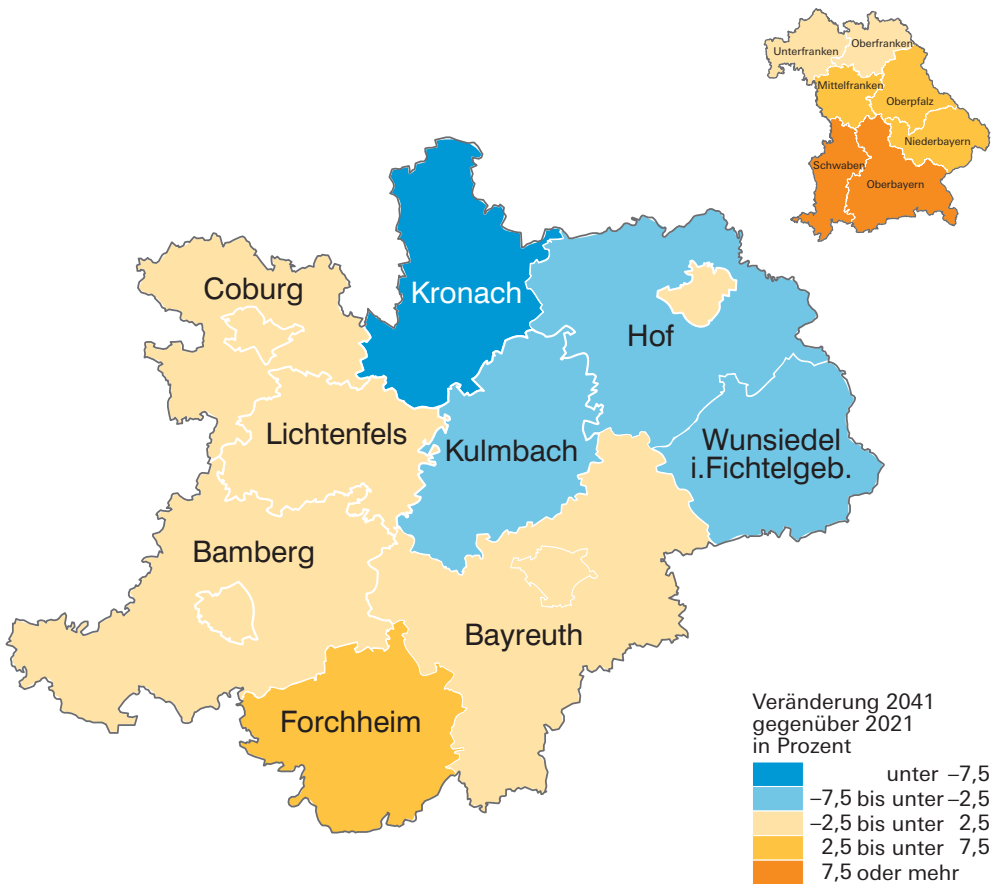 Unterfranken
Oberfranken
Mittelfranken
Oberpfalz
Niederbayern
Schwaben
Oberbayern
Coburg
Kronach
Hof
Lichtenfels
Kulmbach
Wunsiedel
i.Fichtelgeb.
Bamberg
Bayreuth
Forchheim
Veränderung 2041
gegenüber 2021
in Prozent
unter –7,5
–7,5 bis unter –2,5
–2,5 bis unter 2,5
2,5 bis unter 7,5
7,5 oder mehr